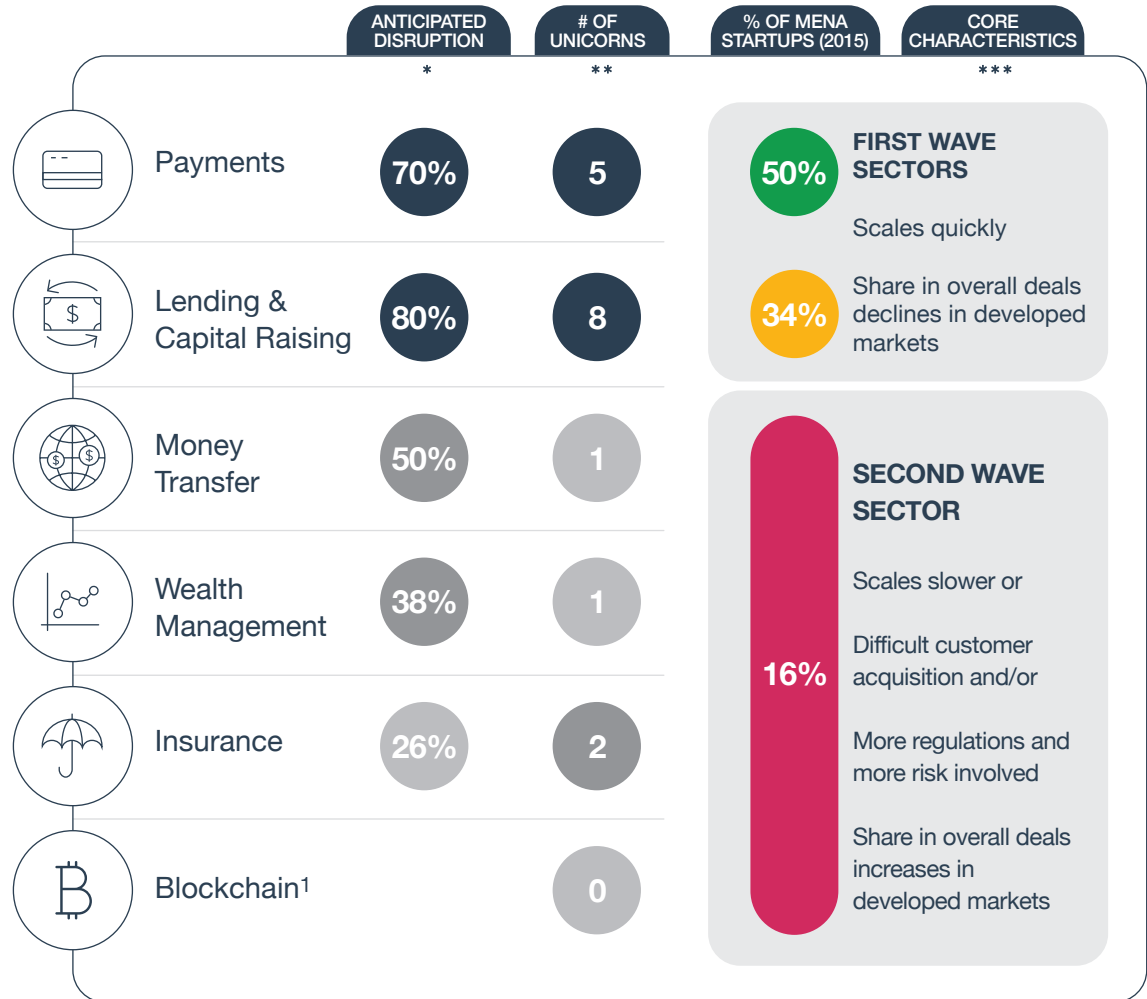 ANTICIPATED
DISRUPTION
# OF
UNICORNS
% OF MENA
STARTUPS (2015)
CORE
CHARACTERISTICS
*
**
***
Payments
70%
5
50%
FIRST WAVE
SECTORS
Scales quickly
$
Lending &
Capital Raising
80%
8
34%
Share in overall deals
declines in developed
markets
$
$
Money
Transfer
50%
1
Wealth
Management
38%
1
Insurance
26%
2
Blockchain¹
0
16%
SECOND WAVE
SECTOR
Scales slower or
Difficult customer
acquisition and/or
More regulations and
more risk involved
Share in overall deals
increases in
developed markets